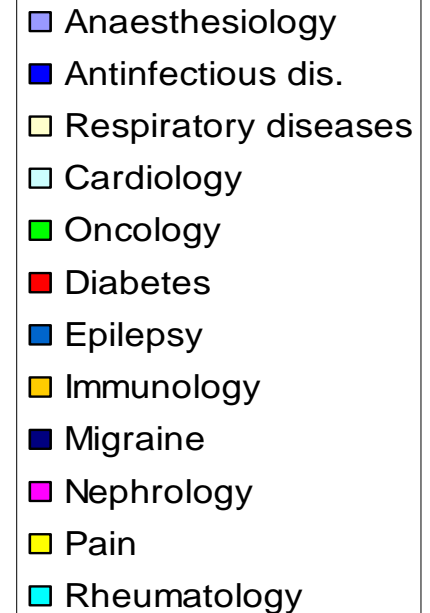 Anaesthesiology
Antinfectious dis.
Respiratory diseases
Cardiology
Oncology
Diabetes
Epilepsy
Immunology
Migraine
Nephrology
Pain
Rheumatology